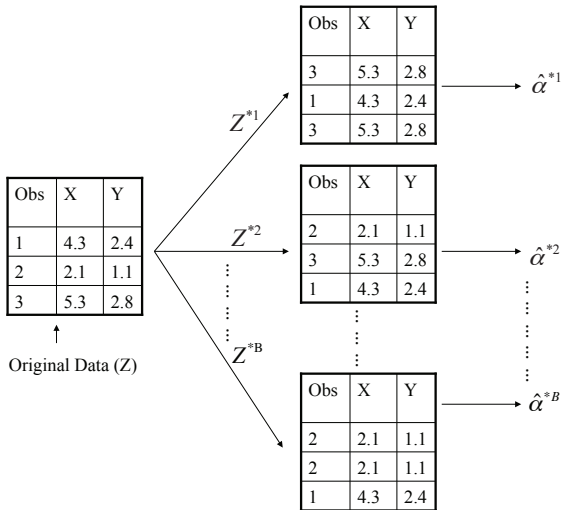 Obs X Y
3 5.3 2.8
1 4.3 2.4
3 5.3 2.8
α̂*1
Z*1
Obs X Y
1 4.3 2.4
2 2.1 1.1
3 5.3 2.8
Original Data (Z)
Z*2
Obs X Y
2 2.1 1.1
3 5.3 2.8
1 4.3 2.4
α̂*2
Z*B
Obs X Y
2 2.1 1.1
2 2.1 1.1
1 4.3 2.4
α̂*B